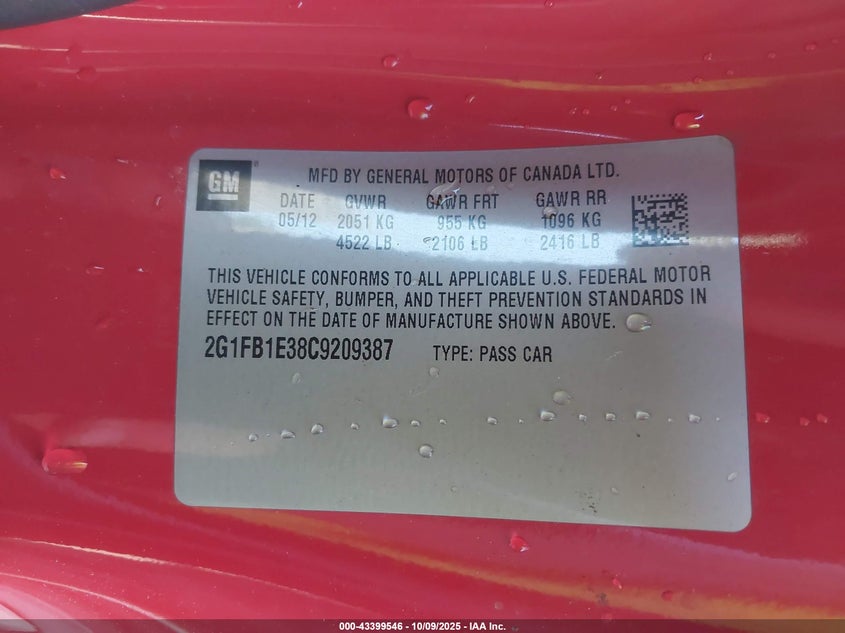 GM ®
MFD BY GENERAL MOTORS OF CANADA LTD.
DATE GVWR GAWR FRT GAWR RR
05/12 2051 KG 955 KG 1096 KG
4522 LB 2106 LB 2416 LB
THIS VEHICLE CONFORMS TO ALL APPLICABLE U.S. FEDERAL MOTOR
VEHICLE SAFETY, BUMPER, AND THEFT PREVENTION STANDARDS IN
EFFECT ON THE DATE OF MANUFACTURE SHOWN ABOVE.
2G1FB1E38C9209387 TYPE: PASS CAR
000-43399546 - 10/09/2025 - IAA Inc.